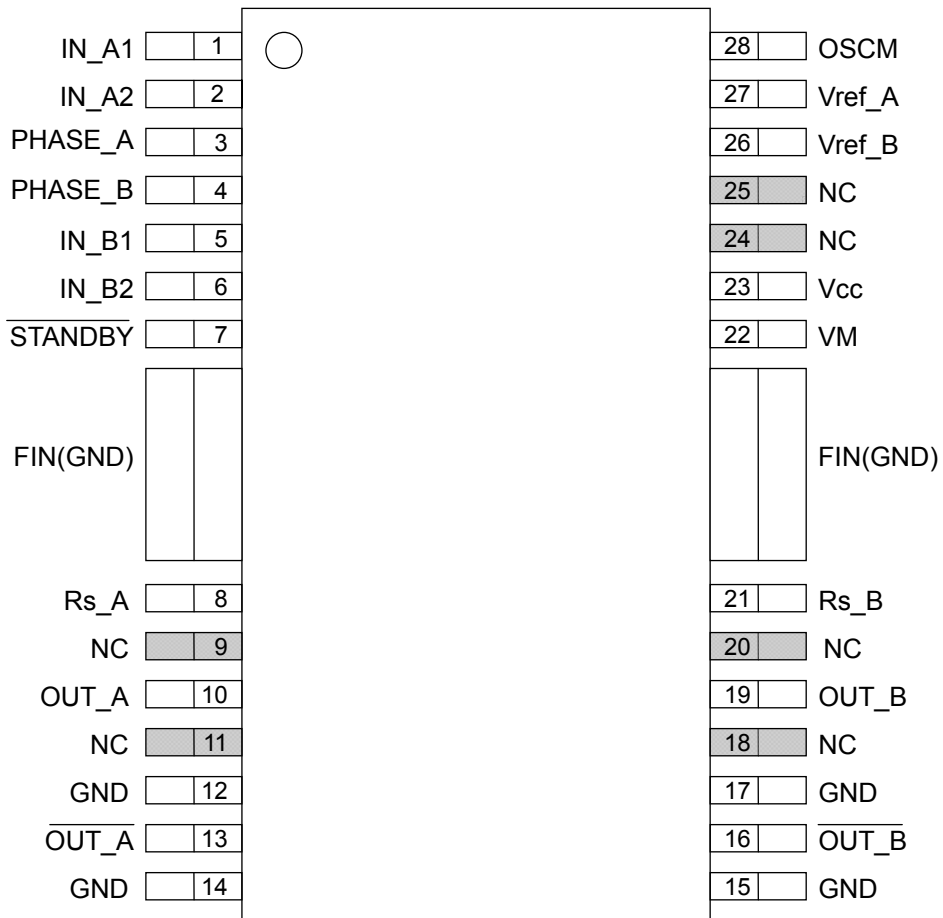 IN_A1 1 28 OSCM
IN_A2 2 27 Vref_A
PHASE_A 3 26 Vref_B
PHASE_B 4 25 NC
IN_B1 5 24 NC
IN_B2 6 23 Vcc
S̅T̅A̅N̅D̅B̅Y̅ 7 22 VM
FIN(GND) FIN(GND)
Rs_A 8 21 Rs_B
NC 9 20 NC
OUT_A 10 19 OUT_B
NC 11 18 NC
GND 12 17 GND
O̅U̅T̅_̅A̅ 13 16 O̅U̅T̅_̅B̅
GND 14 15 GND